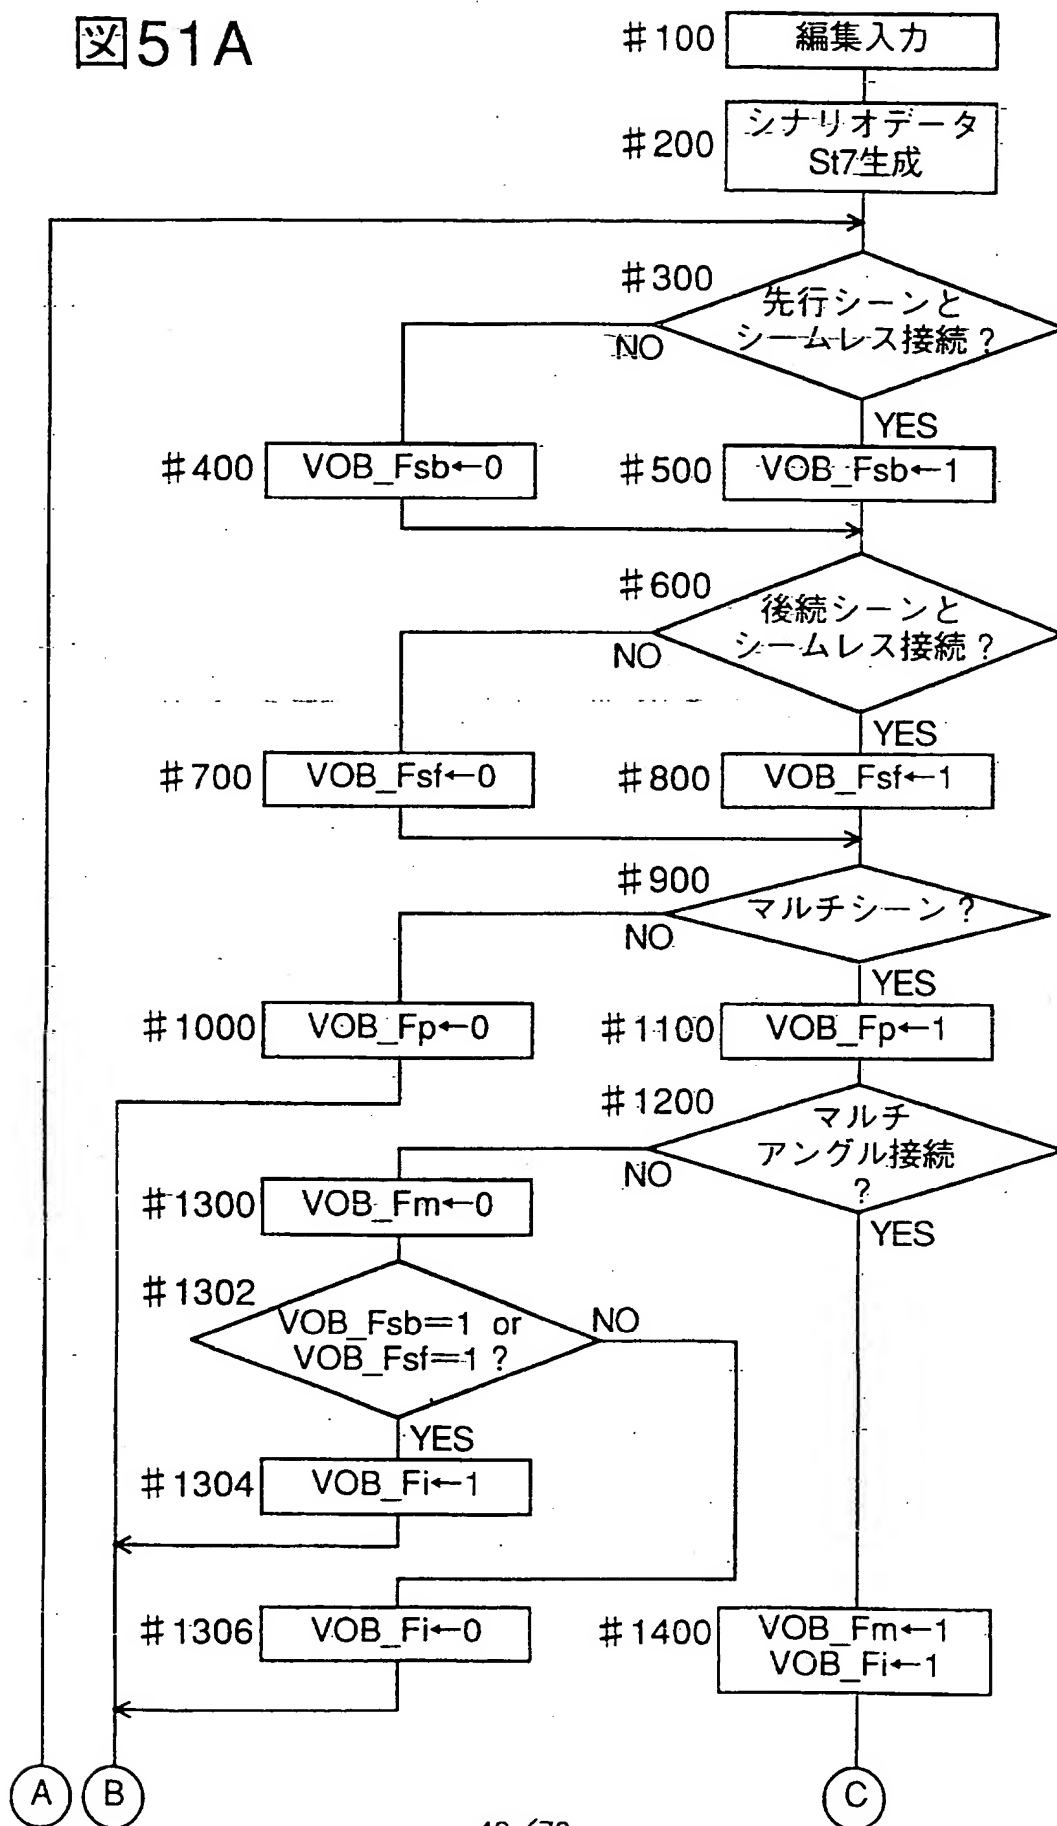 図51A
#100
編集入力
#200
シナリオデータ
St7生成
#300
先行シーンと
シームレス接続?
NO
YES
#400
VOB_Fsb←0
#500
VOB_Fsb←1
#600
後続シーンと
シームレス接続?
NO
YES
#700
VOB_Fsf←0
#800
VOB_Fsf←1
#900
マルチシーン?
NO
YES
#1000
VOB_Fp←0
#1100
VOB_Fp←1
#1200
マルチ
アングル接続
?
NO
YES
#1300
VOB_Fm←0
#1302
VOB_Fsb=1 or
VOB_Fsf=1 ?
NO
YES
#1304
VOB_Fi←1
#1306
VOB_Fi←0
#1400
VOB_Fm←1
VOB_Fi←1
A
B
C